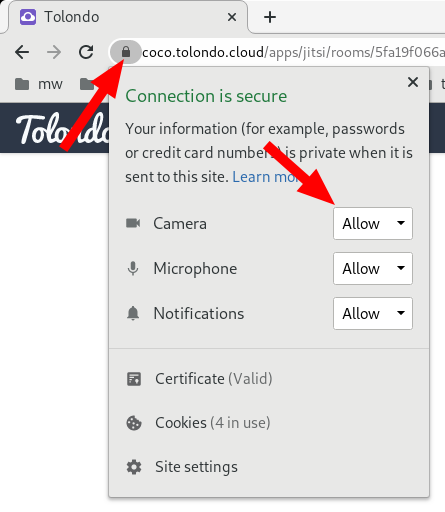 Tolondo
coco.tolondo.cloud/apps/jitsi/rooms/5fa19f066a
mw
Tolondo
Connection is secure
Your information (for example, passwords
or credit card numbers) is private when it is
sent to this site. Learn more
Camera Allow
Microphone Allow
Notifications Allow
Certificate (Valid)
Cookies (4 in use)
Site settings